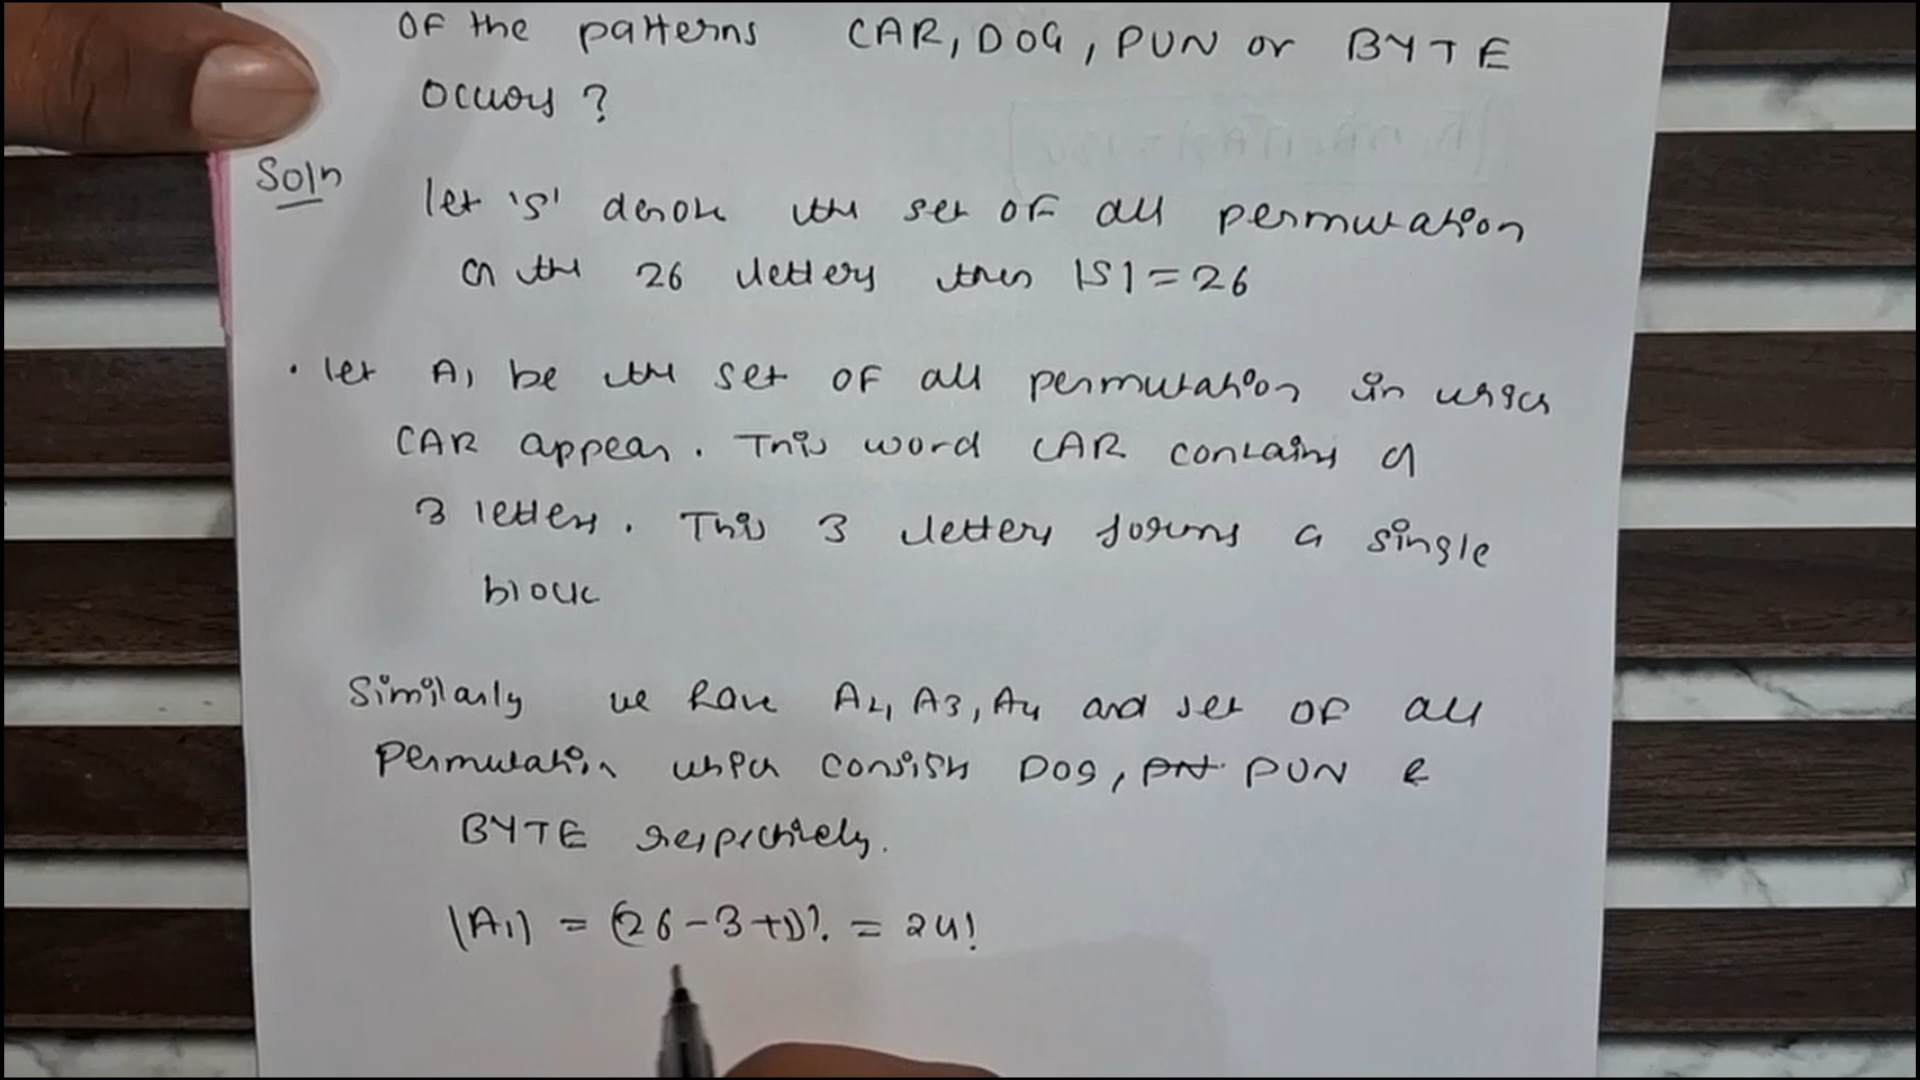 OF the patterns CAR, DOG, PUN or BYTE
occurs ?
Soln
let 'S' denote the set OF all permutation
of the 26 letters then |S| = 26
. let A1 be the set OF all permutation in which
CAR appear. This word CAR contains of
3 letters. This 3 letters forms a single
block
Similarly we have A2, A3, A4 and set OF all
Permutation which consists DOG, PUN &
BYTE respectively.
|A1| = (26-3+1)! = 24!